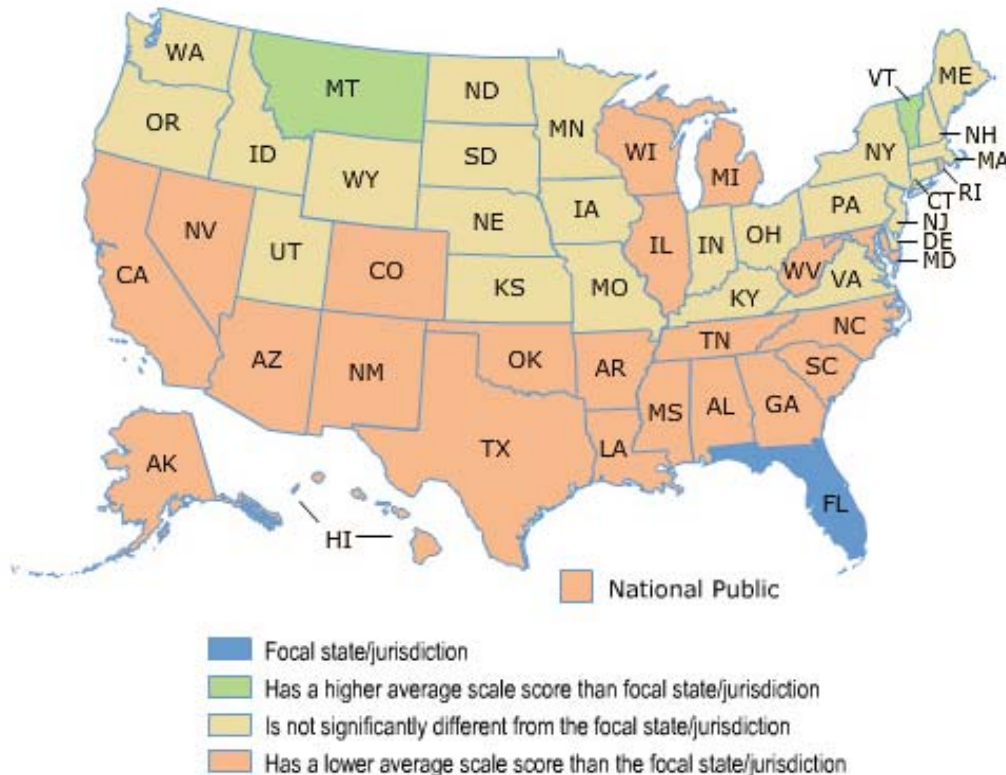 WA
MT
ND
VT
ME
OR
MN
NH
ID
SD
WI
NY
MA
WY
MI
RI
CT
NE
IA
PA
NJ
NV
UT
IL
IN
OH
DE
MD
CA
CO
WV
VA
KS
MO
KY
NC
TN
AZ
NM
OK
AR
SC
MS
AL
GA
TX
LA
AK
FL
HI
National Public
Focal state/jurisdiction
Has a higher average scale score than focal state/jurisdiction
Is not significantly different from the focal state/jurisdiction
Has a lower average scale score than the focal state/jurisdiction